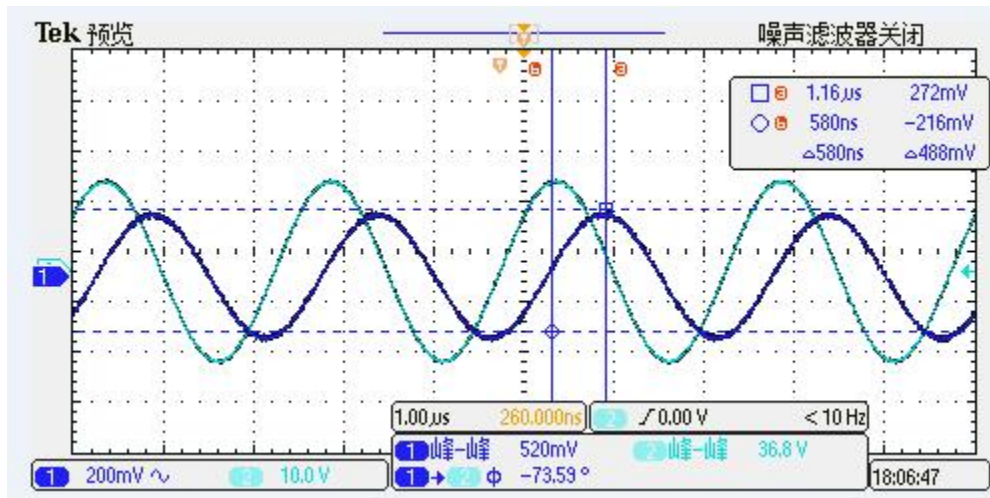 Tek 预览 噪声滤波器关闭
T
T b a
a 1.16µs 272mV
b 580ns −216mV
△580ns △488mV
1
1.00µs 260.000ns 2 ∫ 0.00 V < 10 Hz
1 峰-峰 520mV 2 峰-峰 36.8 V
1 200mV ∿ 2 10.0 V 1 → 2 ϕ −73.59 ° 18:06:47